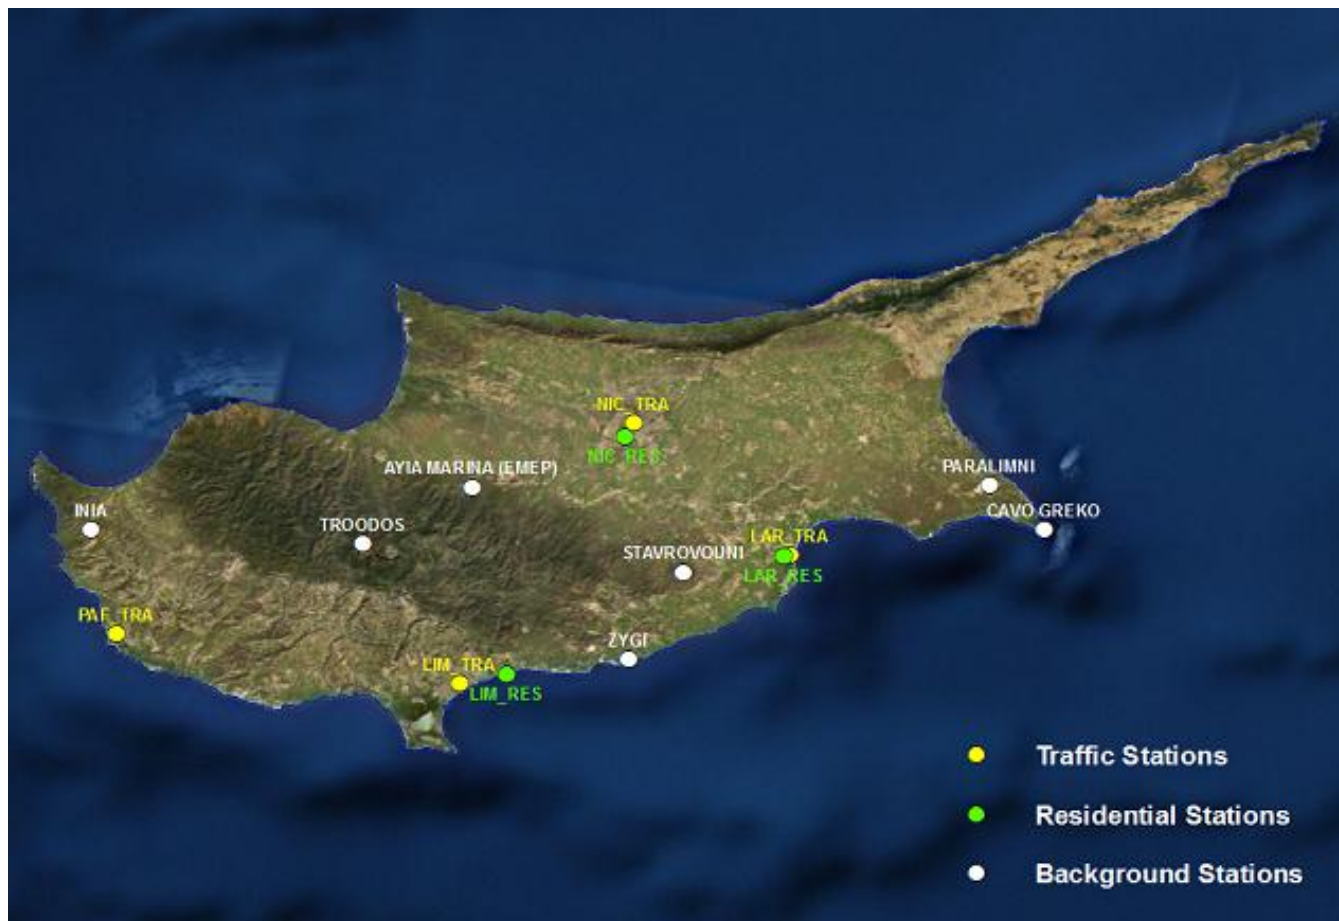 NIC_TRA
NIC_RES
AYIA MARINA (EMEP)
PARALIMNI
INIA
TROODOS
CAVO GREKO
STAVROVOUNI
LAR_TRA
LAR_RES
PAF_TRA
ZYGI
LIM_TRA
LIM_RES
Traffic Stations
Residential Stations
Background Stations